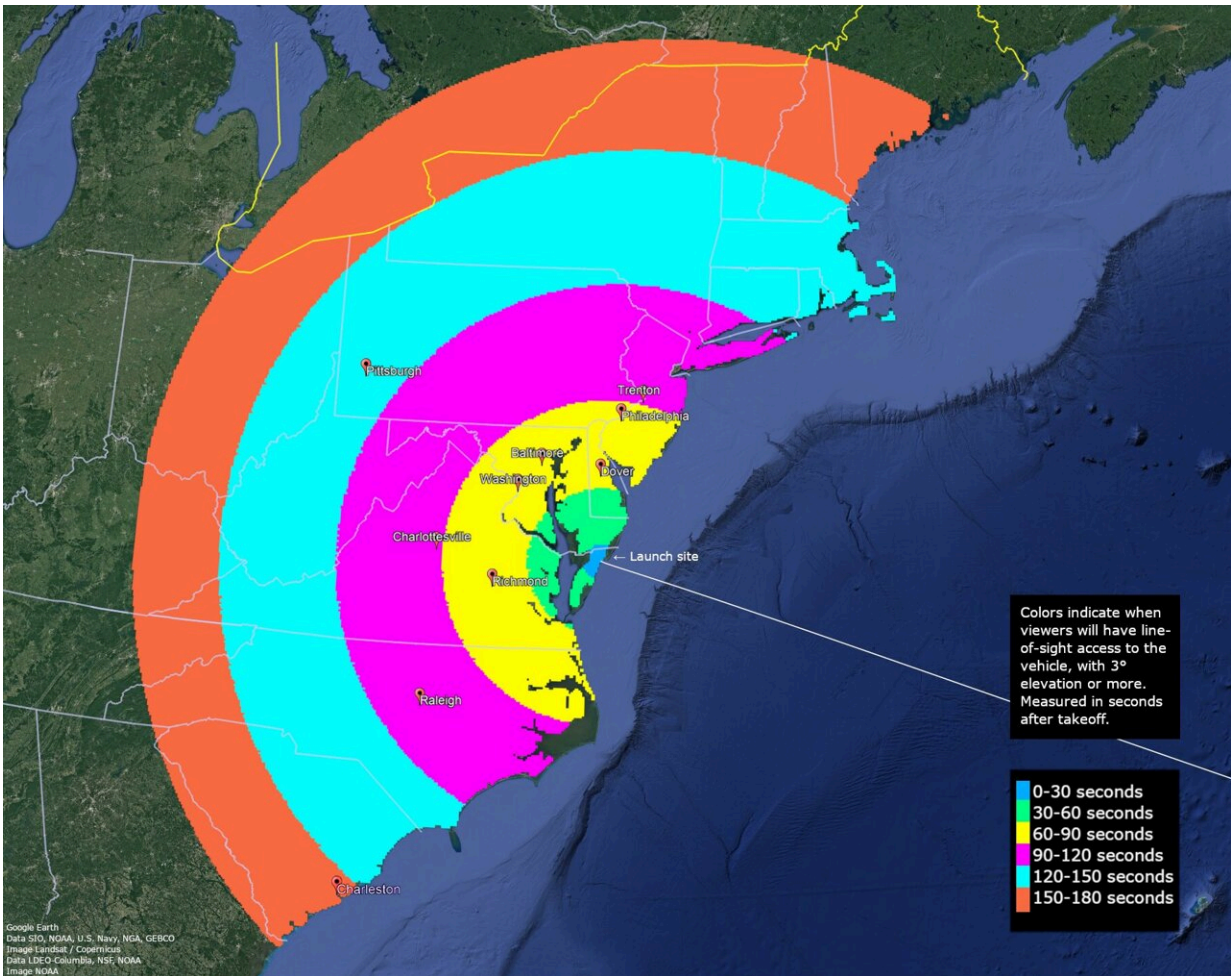 Pittsburgh
Trenton
Philadelphia
Baltimore
Dover
Washington
Charlottesville
← Launch site
Richmond
Raleigh
Charleston
Colors indicate when
viewers will have line-
of-sight access to the
vehicle, with 3°
elevation or more.
Measured in seconds
after takeoff.
0-30 seconds
30-60 seconds
60-90 seconds
90-120 seconds
120-150 seconds
150-180 seconds
Google Earth
Data SIO, NOAA, U.S. Navy, NGA, GEBCO
Image Landsat / Copernicus
Data LDEO-Columbia, NSF, NOAA
Image NOAA